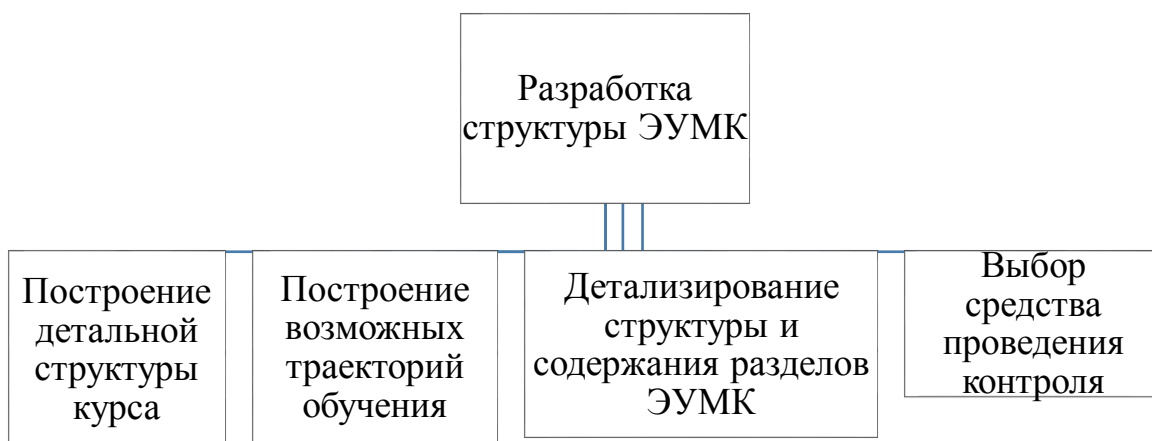 Разработка
структуры ЭУМК
Построение
детальной
структуры
курса
Построение
возможных
траекторий
обучения
Детализирование
структуры и
содержания разделов
ЭУМК
Выбор
средства
проведения
контроля